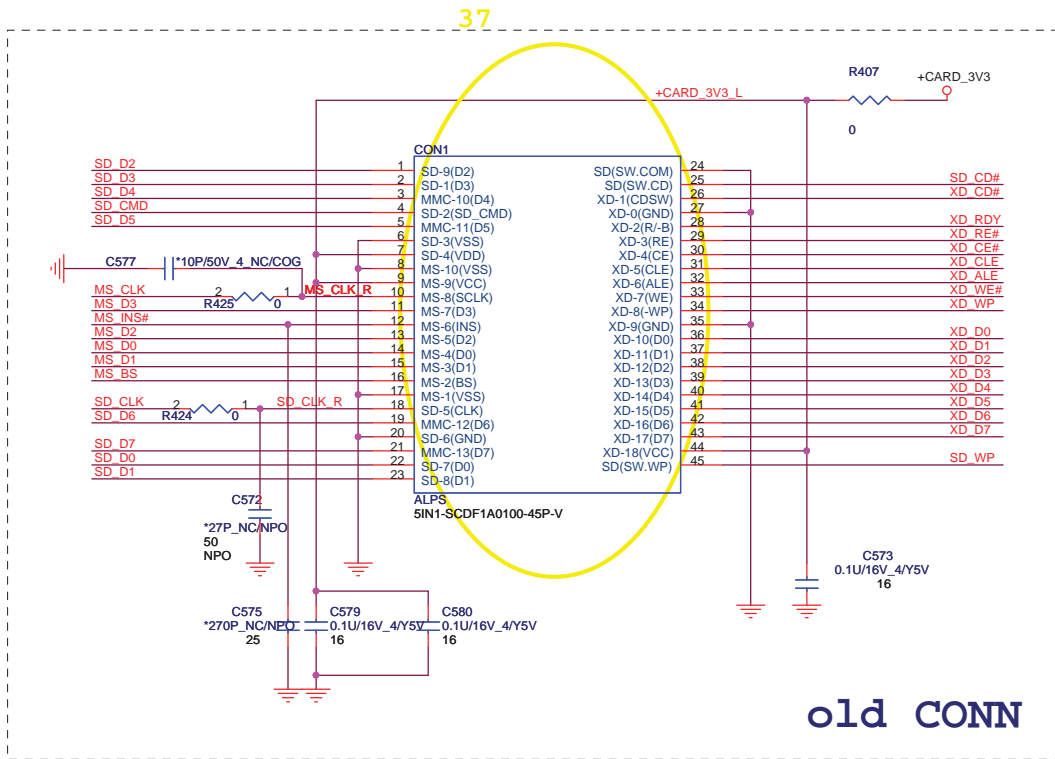 37
R407
+CARD_3V3
+CARD_3V3_L
0
CON1
SD_D2 1 SD-9(D2) SD(SW.COM) 24
SD_D3 2 SD-1(D3) SD(SW.CD) 25 SD_CD#
SD_D4 3 MMC-10(D4) XD-1(CDSW) 26 XD_CD#
SD_CMD 4 SD-2(SD_CMD) XD-0(GND) 27
SD_D5 5 MMC-11(D5) XD-2(R/-B) 28 XD_RDY
6 SD-3(VSS) XD-3(RE) 29 XD_RE#
7 SD-4(VDD) XD-4(CE) 30 XD_CE#
C577 *10P/50V_4_NC/COG 8 MS-10(VSS) XD-5(CLE) 31 XD_CLE
9 MS-9(VCC) XD-6(ALE) 32 XD_ALE
MS_CLK 2 R425 1 0 MS_CLK_R 10 MS-8(SCLK) XD-7(WE) 33 XD_WE#
MS_D3 11 MS-7(D3) XD-8(-WP) 34 XD_WP
MS_INS# 12 MS-6(INS) XD-9(GND) 35
MS_D2 13 MS-5(D2) XD-10(D0) 36 XD_D0
MS_D0 14 MS-4(D0) XD-11(D1) 37 XD_D1
MS_D1 15 MS-3(D1) XD-12(D2) 38 XD_D2
MS_BS 16 MS-2(BS) XD-13(D3) 39 XD_D3
17 MS-1(VSS) XD-14(D4) 40 XD_D4
SD_CLK 2 R424 1 0 SD_CLK_R 18 SD-5(CLK) XD-15(D5) 41 XD_D5
SD_D6 19 MMC-12(D6) XD-16(D6) 42 XD_D6
20 SD-6(GND) XD-17(D7) 43 XD_D7
SD_D7 21 MMC-13(D7) XD-18(VCC) 44
SD_D0 22 SD-7(D0) SD(SW.WP) 45 SD_WP
SD_D1 23 SD-8(D1)
ALPS
5IN1-SCDF1A0100-45P-V
C572
*27P_NC/NPO
50
NPO
C573
0.1U/16V_4/Y5V
16
C575
*270P_NC/NPO
25
C579
0.1U/16V_4/Y5V
16
C580
0.1U/16V_4/Y5V
16
old CONN